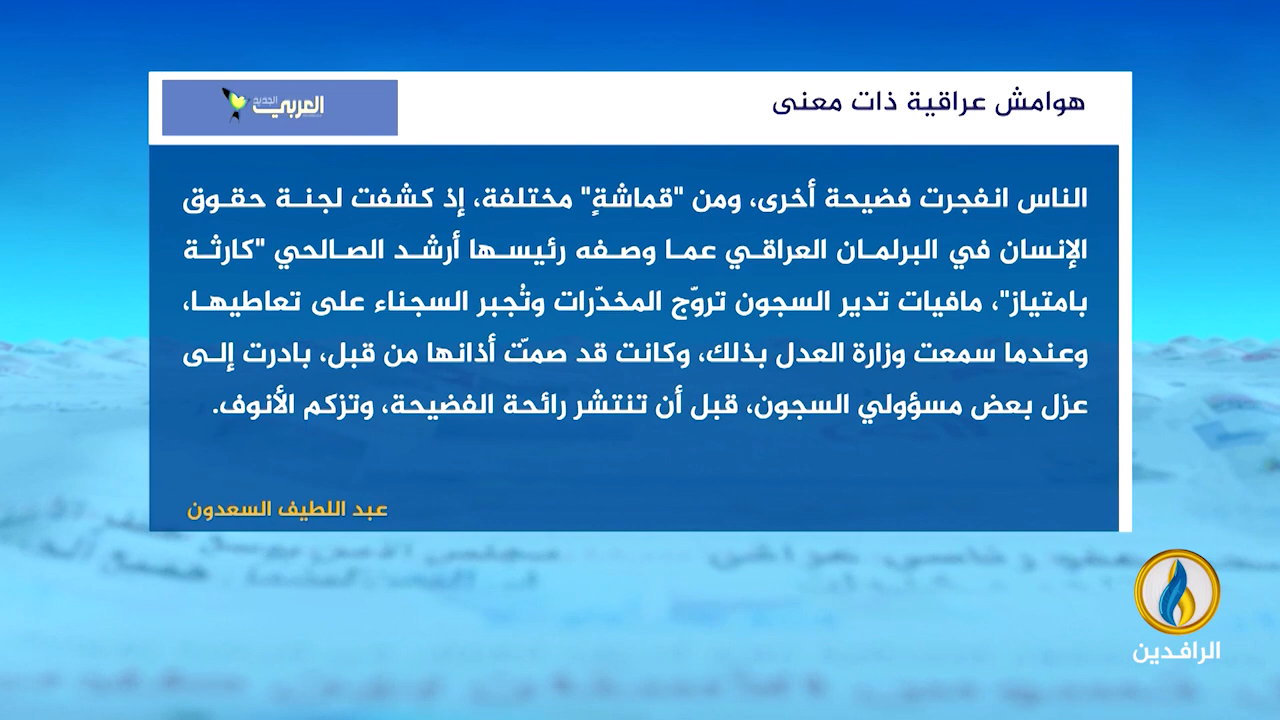 هوامش عراقية ذات معنى
العربي الجديد
الناس انفجرت فضيحة أخرى، ومن "قماشةٍ" مختلفة، إذ كشفت لجنة حقوق
الإنسان في البرلمان العراقي عما وصفه رئيسها أرشد الصالحي "كارثة
بامتياز"، مافيات تدير السجون تروّج المخدّرات وتُجبر السجناء على تعاطيها،
وعندما سمعت وزارة العدل بذلك، وكانت قد صمّت أذانها من قبل، بادرت إلى
عزل بعض مسؤولي السجون، قبل أن تنتشر رائحة الفضيحة، وتزكم الأنوف.
عبد اللطيف السعدون
الرافدين